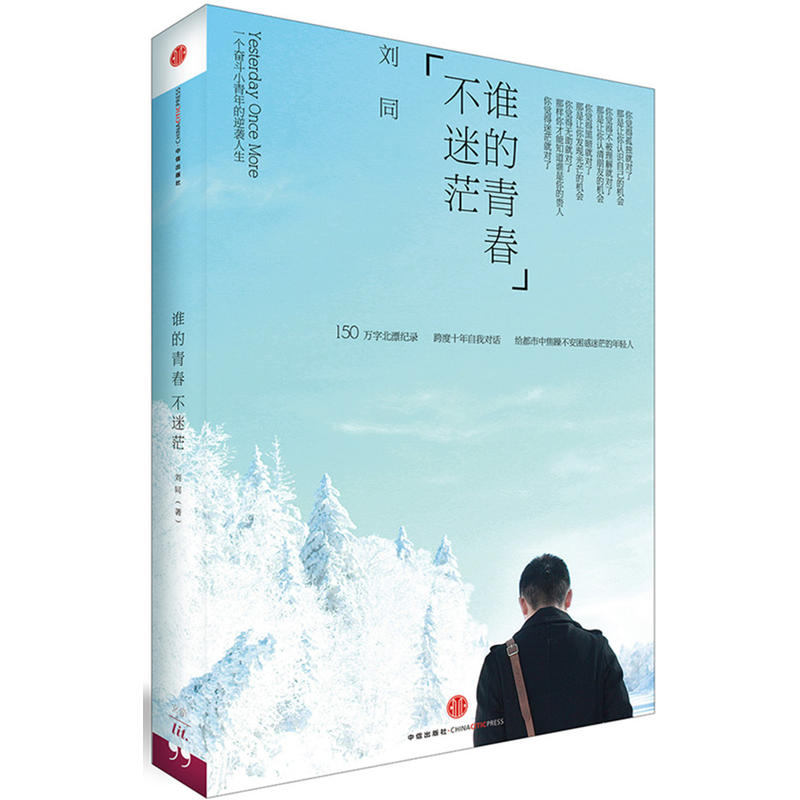 你觉得孤独就对了
那是让你认识自己的机会
你觉得不被理解就对了
那是让你认清朋友的机会
你觉得黑暗就对了
那是让你发现光芒的机会
你觉得无助就对了
那样你才能知道谁是你的贵人
你觉得迷茫就对了
「谁的青春
不迷茫」
刘同
Yesterday Once More
一个奋斗小青年的逆袭人生
150万字北漂纪录 跨度十年自我对话 给都市中焦躁不安困惑迷茫的年轻人
中信出版社·CHINACITICPRESS
CHINACITICPRESS 中信出版社
谁的青春 不迷茫
刘同（著）
lit.